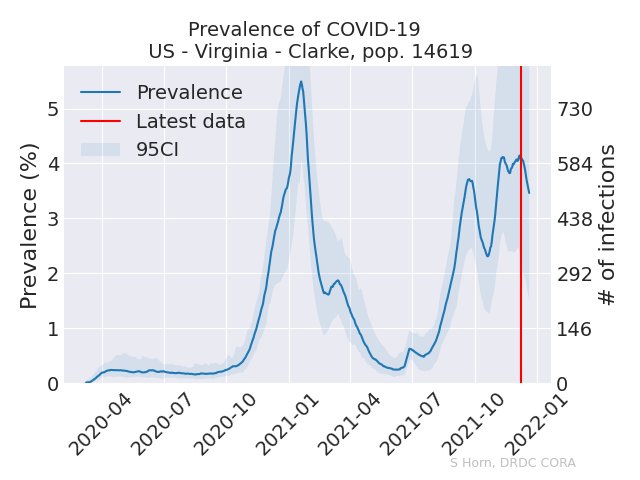 Prevalence of COVID-19
US - Virginia - Clarke, pop. 14619
Prevalence
Latest data
95CI
Prevalence (%)
5
4
3
2
1
0
730
584
438
292
146
0
# of infections
2020-04
2020-07
2020-10
2021-01
2021-04
2021-07
2021-10
2022-01
S Horn, DRDC CORA